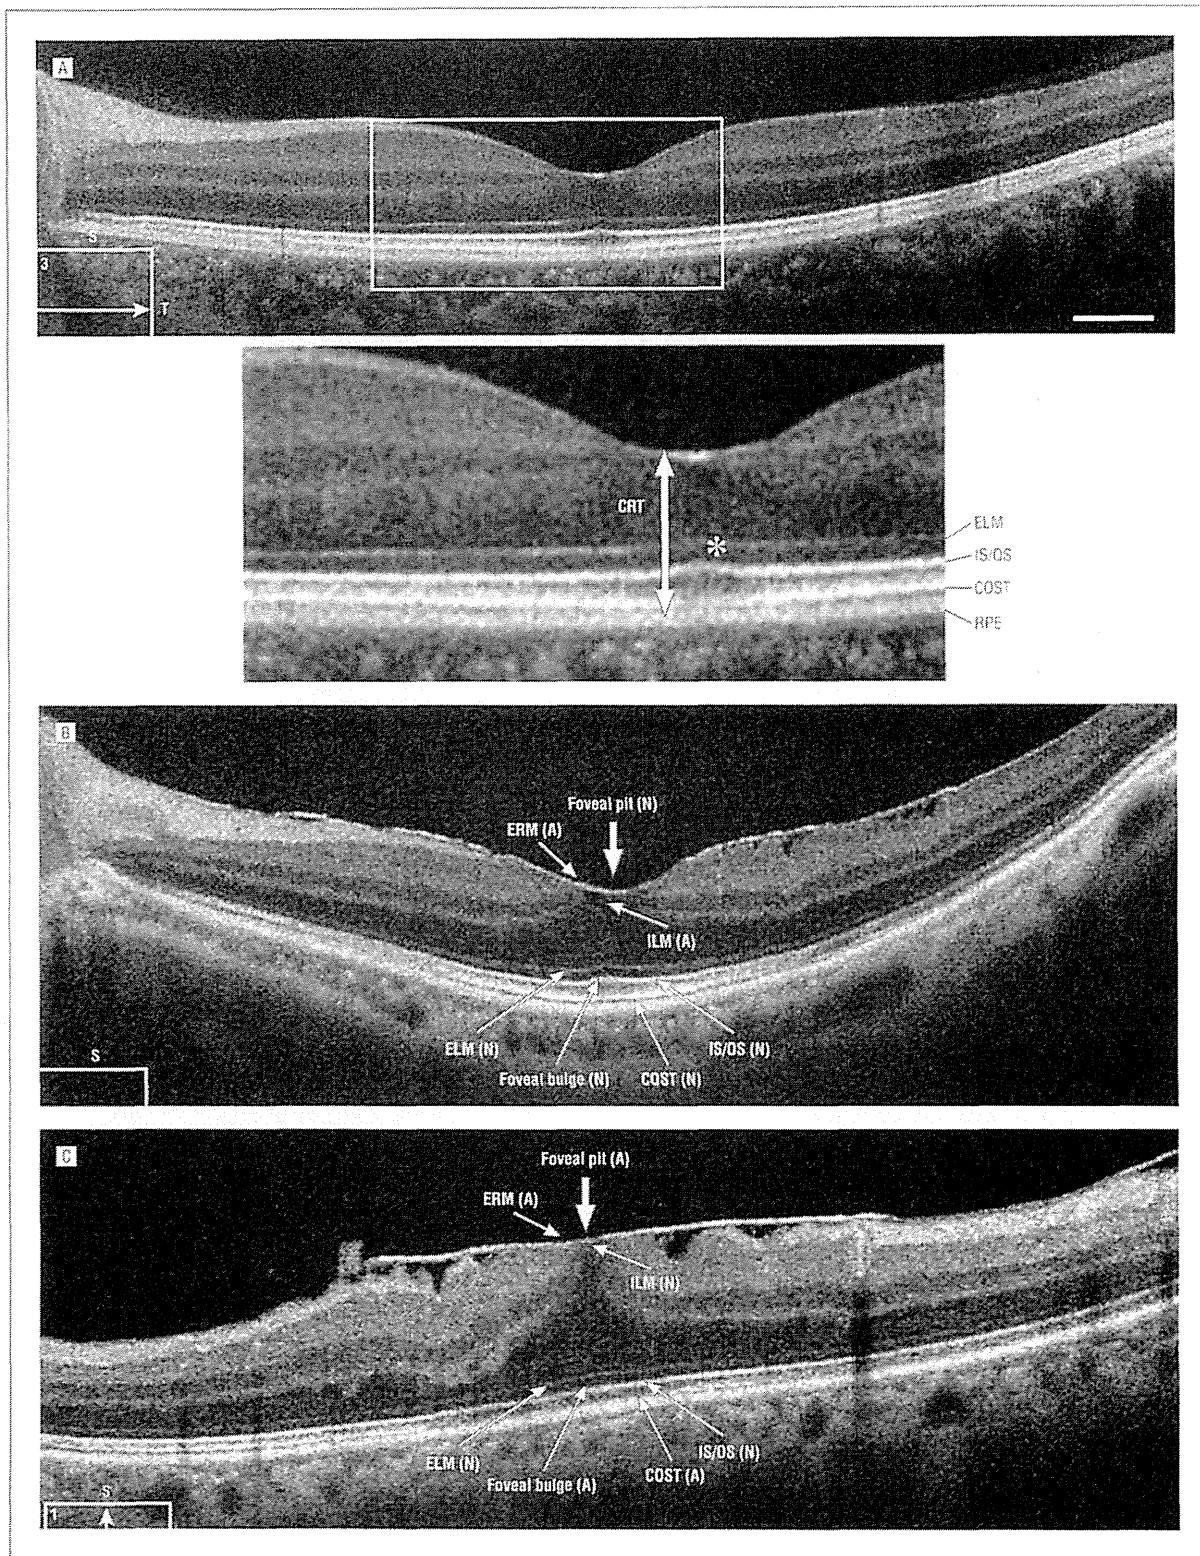 A
S
3
T
CRT
*
ELM
IS/OS
COST
RPE
B
Foveal pit (N)
ERM (A)
ILM (A)
ELM (N)
IS/OS (N)
Foveal bulge (N)
COST (N)
S
C
Foveal pit (A)
ERM (A)
ILM (N)
ELM (N)
IS/OS (N)
COST (A)
Foveal bulge (A)
1
S